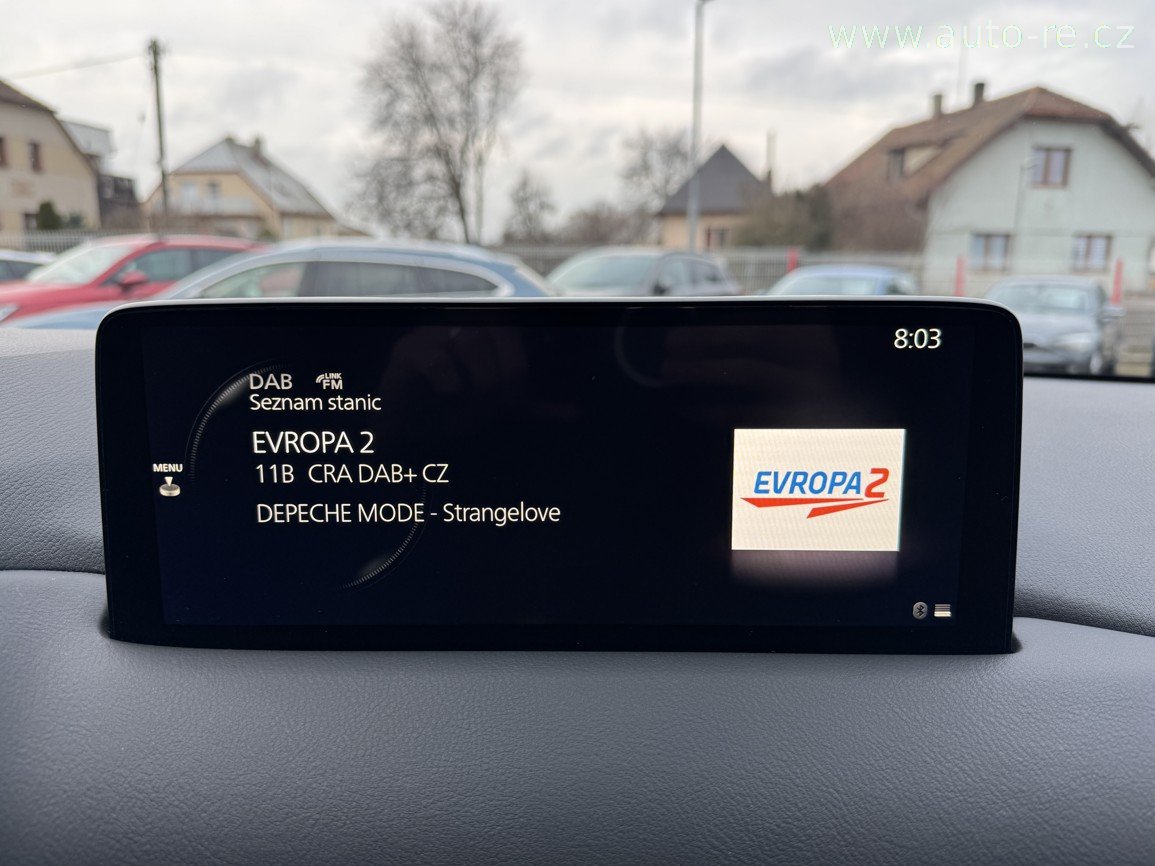 www.auto-re.cz
8:03
DAB LINK FM
Seznam stanic
EVROPA 2
11B CRA DAB+ CZ
MENU
DEPECHE MODE - Strangelove
EVROPA 2